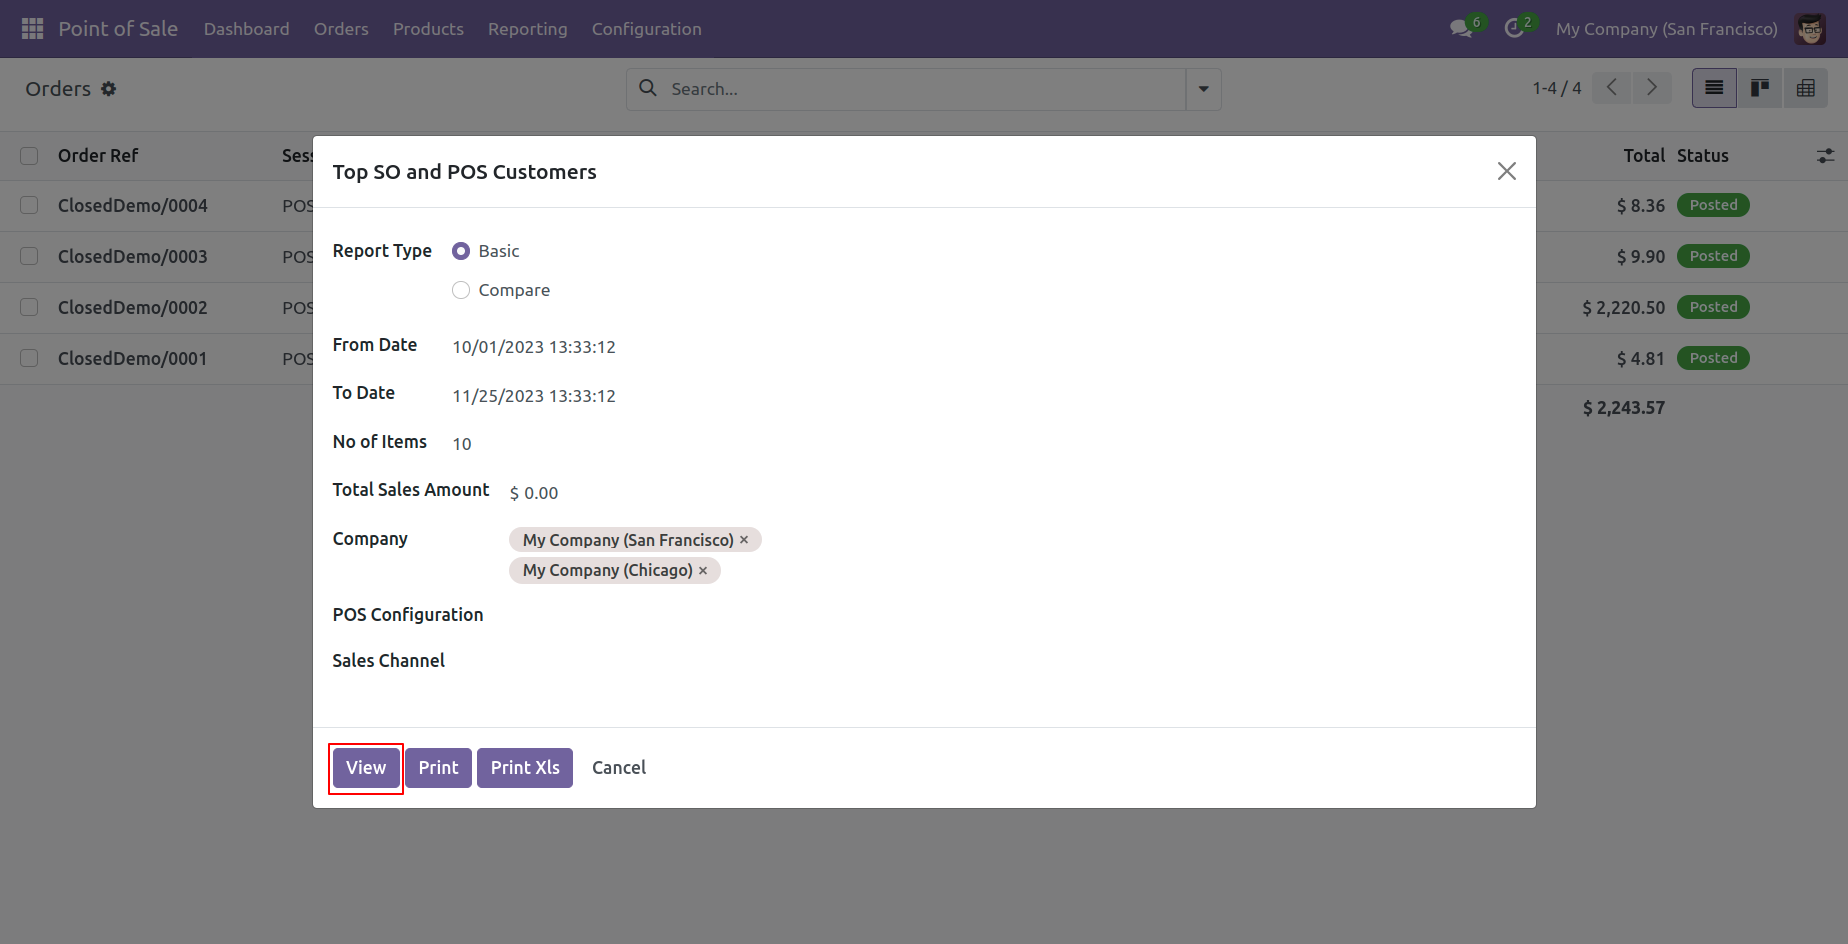 Point of Sale Dashboard Orders Products Reporting Configuration 6 2 My Company (San Francisco)
Orders Search... 1-4 / 4
Order Ref Sess Total Status
ClosedDemo/0004 POS $ 8.36 Posted
ClosedDemo/0003 POS $ 9.90 Posted
ClosedDemo/0002 POS $ 2,220.50 Posted
ClosedDemo/0001 POS $ 4.81 Posted
$ 2,243.57
Top SO and POS Customers
Report Type Basic
Compare
From Date 10/01/2023 13:33:12
To Date 11/25/2023 13:33:12
No of Items 10
Total Sales Amount $ 0.00
Company My Company (San Francisco) ×
My Company (Chicago) ×
POS Configuration
Sales Channel
View Print Print Xls Cancel